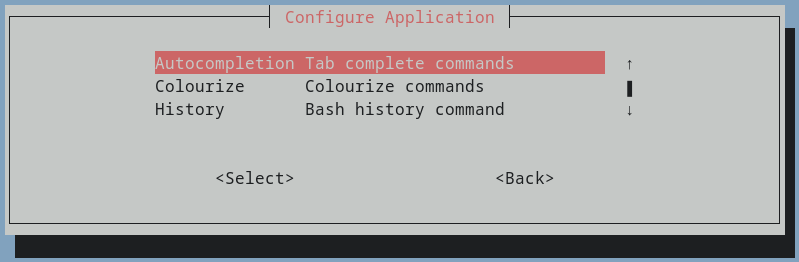 Configure Application
Autocompletion Tab complete commands
Colourize Colourize commands
History Bash history command
<Select> <Back>